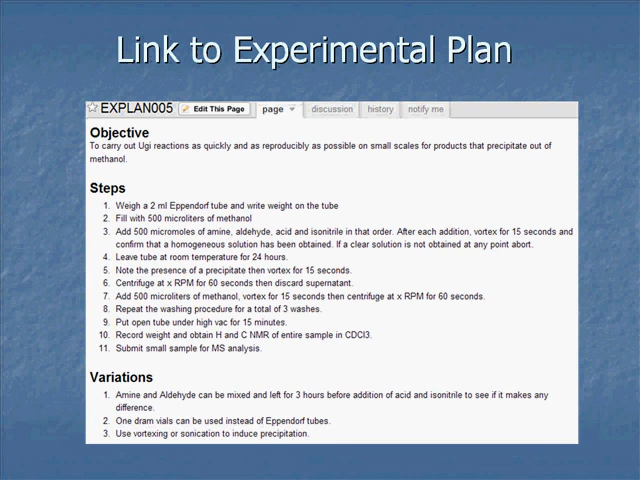 Link to Experimental Plan
EXPLAN005 Edit This Page page discussion history notify me
Objective
To carry out Ugi reactions as quickly and as reproducibly as possible on small scales for products that precipitate out of
methanol.
Steps
1. Weigh a 2 ml Eppendorf tube and write weight on the tube
2. Fill with 500 microliters of methanol
3. Add 500 micromoles of amine, aldehyde, acid and isonitrile in that order. After each addition, vortex for 15 seconds and
confirm that a homogeneous solution has been obtained. If a clear solution is not obtained at any point abort.
4. Leave tube at room temperature for 24 hours.
5. Note the presence of a precipitate then vortex for 15 seconds.
6. Centrifuge at x RPM for 60 seconds then discard supernatant.
7. Add 500 microliters of methanol, vortex for 15 seconds then centrifuge at x RPM for 60 seconds.
8. Repeat the washing procedure for a total of 3 washes.
9. Put open tube under high vac for 15 minutes.
10. Record weight and obtain H and C NMR of entire sample in CDCl3.
11. Submit small sample for MS analysis.
Variations
1. Amine and Aldehyde can be mixed and left for 3 hours before addition of acid and isonitrile to see if it makes any
difference.
2. One dram vials can be used instead of Eppendorf tubes.
3. Use vortexing or sonication to induce precipitation.